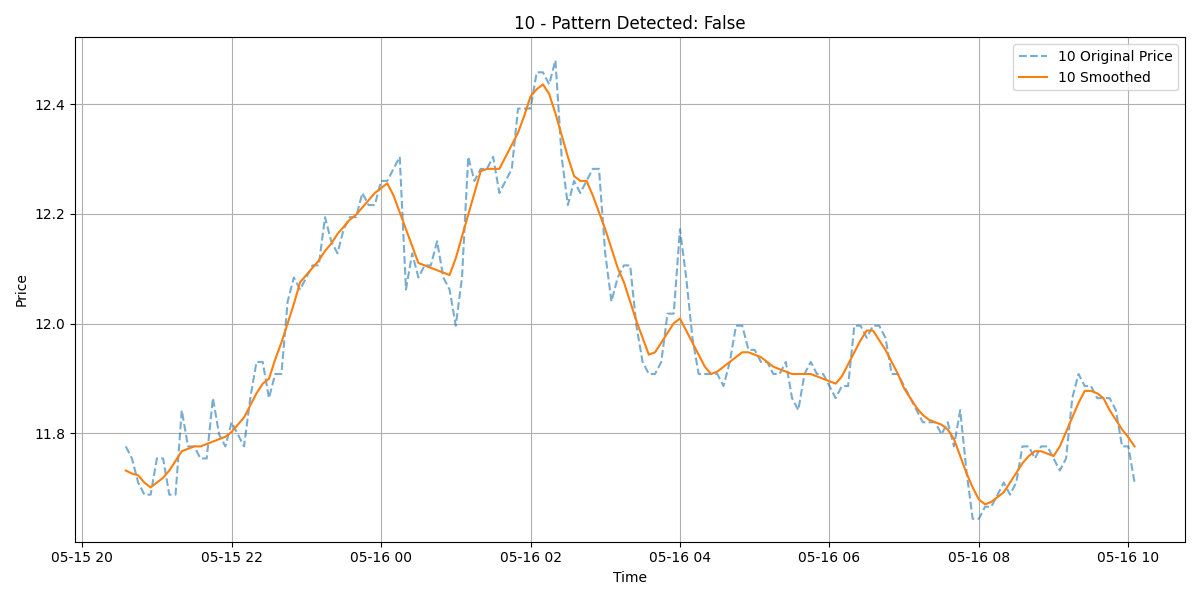 10 - Pattern Detected: False
10 Original Price
10 Smoothed
Price
12.4
12.2
12.0
11.8
05-15 20
05-15 22
05-16 00
05-16 02
05-16 04
05-16 06
05-16 08
05-16 10
Time